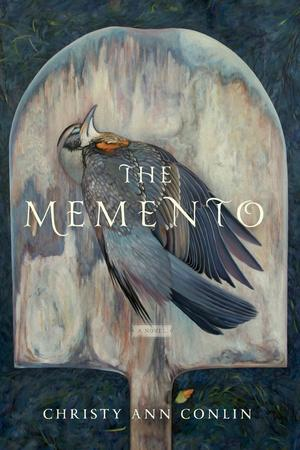 THE
MEMENTO
A NOVEL
CHRISTY ANN CONLIN